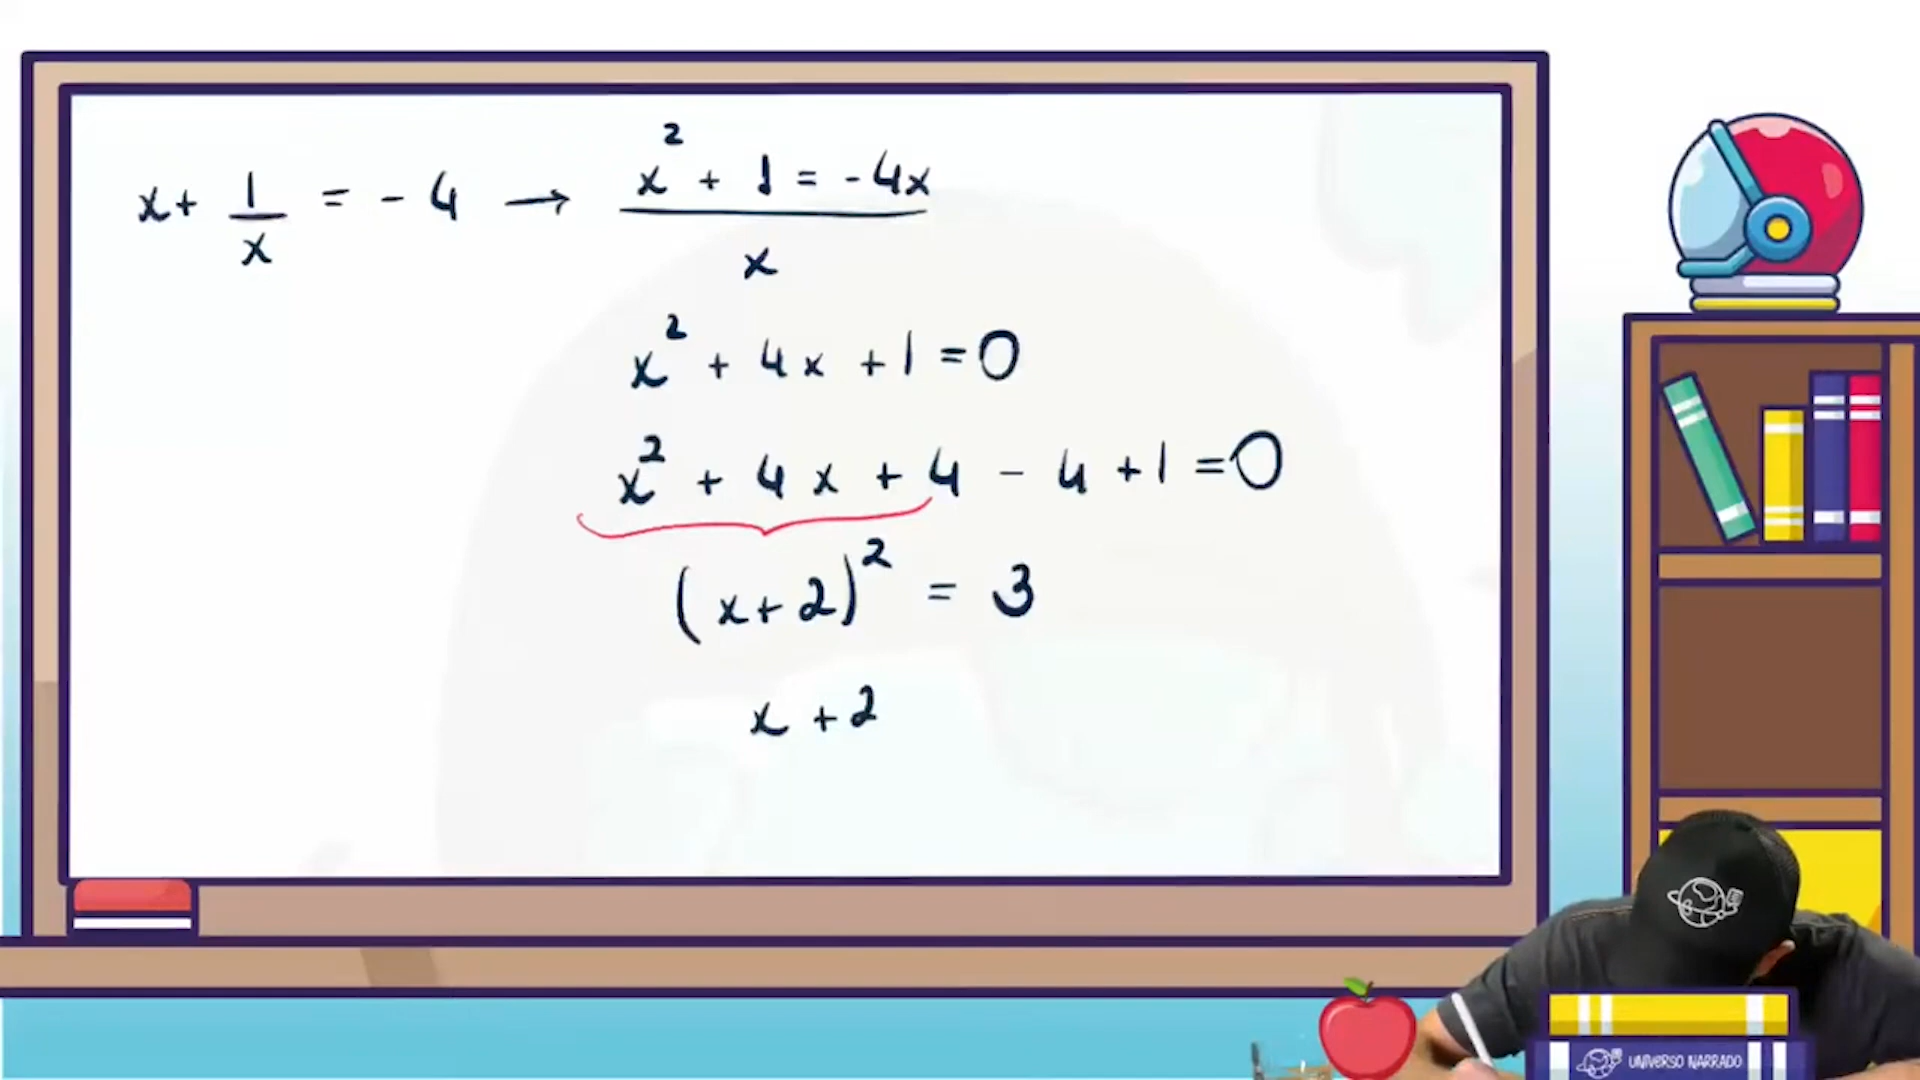 x + 1/x = - 4 → x² + 1 = -4x / x
x² + 4x + 1 = 0
x² + 4x + 4 - 4 + 1 = 0
(x+2)² = 3
x + 2
UNIVERSO NARRADO